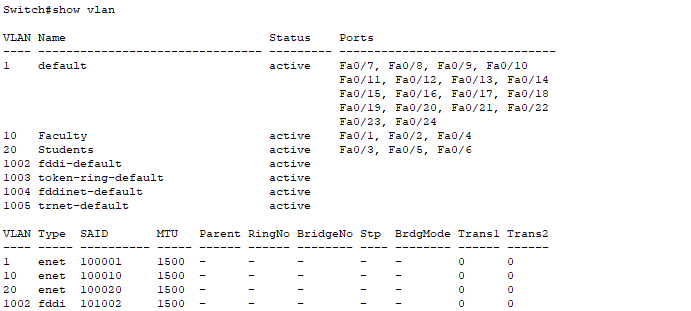 Switch#show vlan
VLAN Name                             Status    Ports
---- -------------------------------- --------- -------------------------------
1    default                          active    Fa0/7, Fa0/8, Fa0/9, Fa0/10
                                                Fa0/11, Fa0/12, Fa0/13, Fa0/14
                                                Fa0/15, Fa0/16, Fa0/17, Fa0/18
                                                Fa0/19, Fa0/20, Fa0/21, Fa0/22
                                                Fa0/23, Fa0/24
10   Faculty                          active    Fa0/1, Fa0/2, Fa0/4
20   Students                         active    Fa0/3, Fa0/5, Fa0/6
1002 fddi-default                     active
1003 token-ring-default               active
1004 fddinet-default                  active
1005 trnet-default                    active
VLAN Type  SAID       MTU   Parent RingNo BridgeNo Stp  BrdgMode Trans1 Trans2
---- ----- ---------- ----- ------ ------ -------- ---- -------- ------ ------
1    enet  100001     1500  -      -      -        -    -        0      0
10   enet  100010     1500  -      -      -        -    -        0      0
20   enet  100020     1500  -      -      -        -    -        0      0
1002 fddi  101002     1500  -      -      -        -    -        0      0